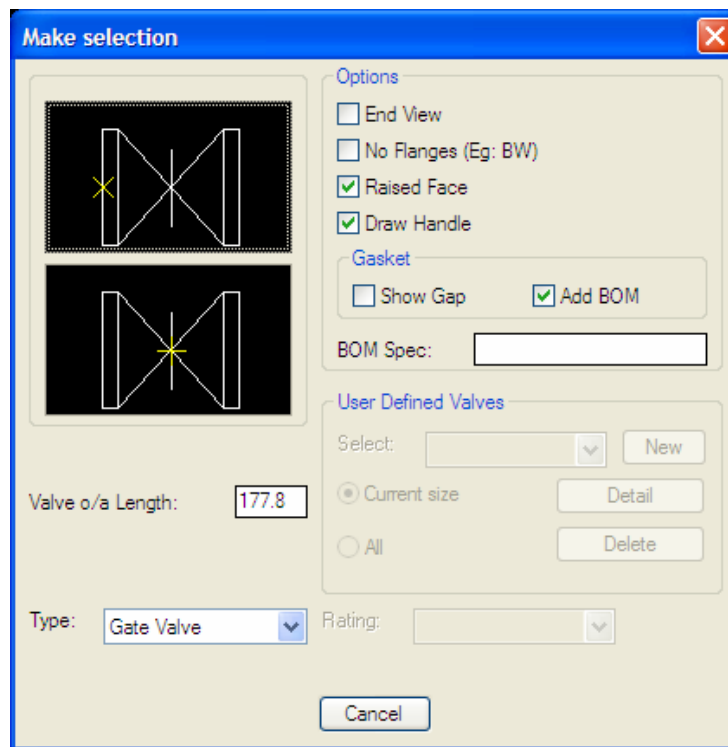 Make selection
Options
End View
No Flanges (Eg: BW)
Raised Face
Draw Handle
Gasket
Show Gap
Add BOM
BOM Spec:
User Defined Valves
Select:
New
Current size
Detail
All
Delete
Valve o/a Length:
177.8
Type:
Gate Valve
Rating:
Cancel